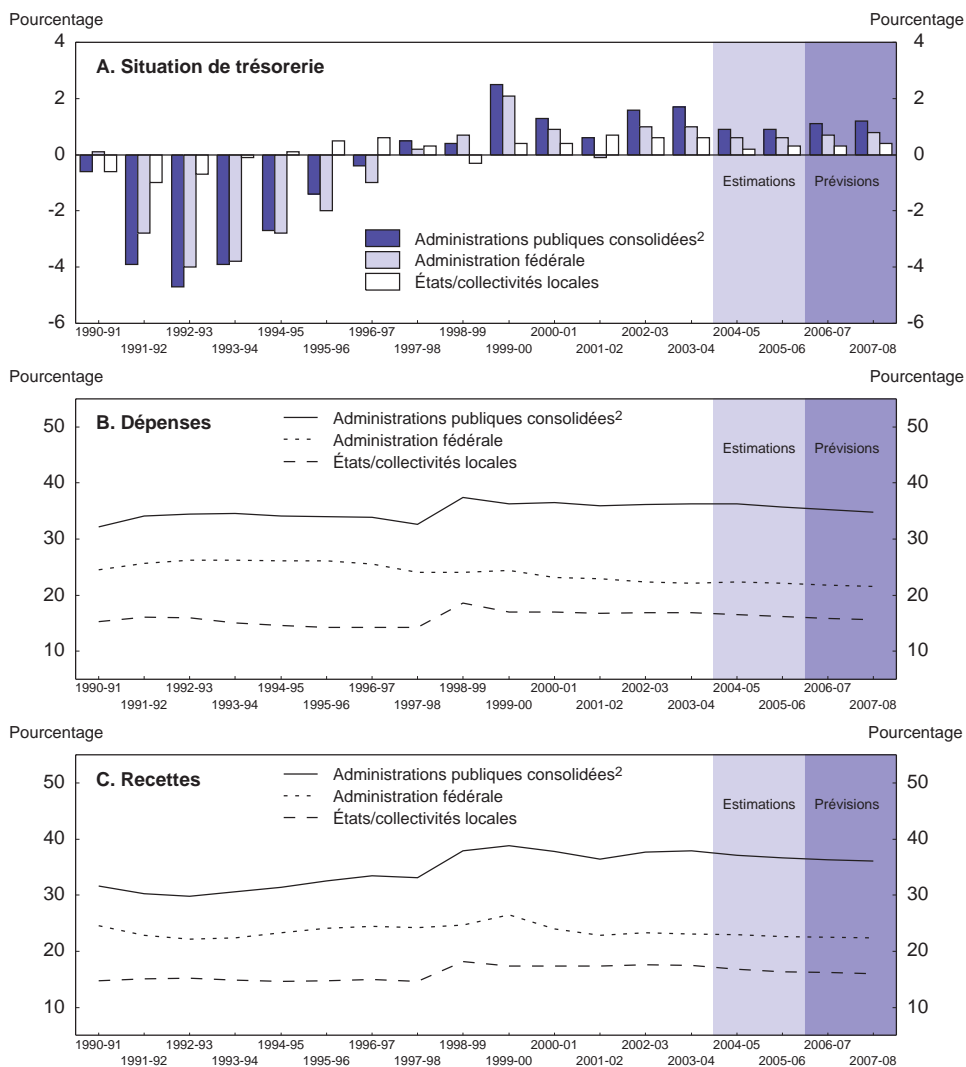 Pourcentage Pourcentage
4 4
A. Situation de trésorerie
2 2
0 0
Estimations Prévisions
-2 -2
Administrations publiques consolidées2
Administration fédérale
-4 -4
États/collectivités locales
-6 -6
1990-91 1992-93 1994-95 1996-97 1998-99 2000-01 2002-03 2004-05 2006-07
1991-92 1993-94 1995-96 1997-98 1999-00 2001-02 2003-04 2005-06 2007-08
Pourcentage Pourcentage
50 B. Dépenses Administrations publiques consolidées2 50
Administration fédérale
Estimations Prévisions
États/collectivités locales
40 40
30 30
20 20
10 10
1990-91 1992-93 1994-95 1996-97 1998-99 2000-01 2002-03 2004-05 2006-07
1991-92 1993-94 1995-96 1997-98 1999-00 2001-02 2003-04 2005-06 2007-08
Pourcentage Pourcentage
50 C. Recettes Administrations publiques consolidées2 50
Administration fédérale
Estimations Prévisions
États/collectivités locales
40 40
30 30
20 20
10 10
1990-91 1992-93 1994-95 1996-97 1998-99 2000-01 2002-03 2004-05 2006-07
1991-92 1993-94 1995-96 1997-98 1999-00 2001-02 2003-04 2005-06 2007-08